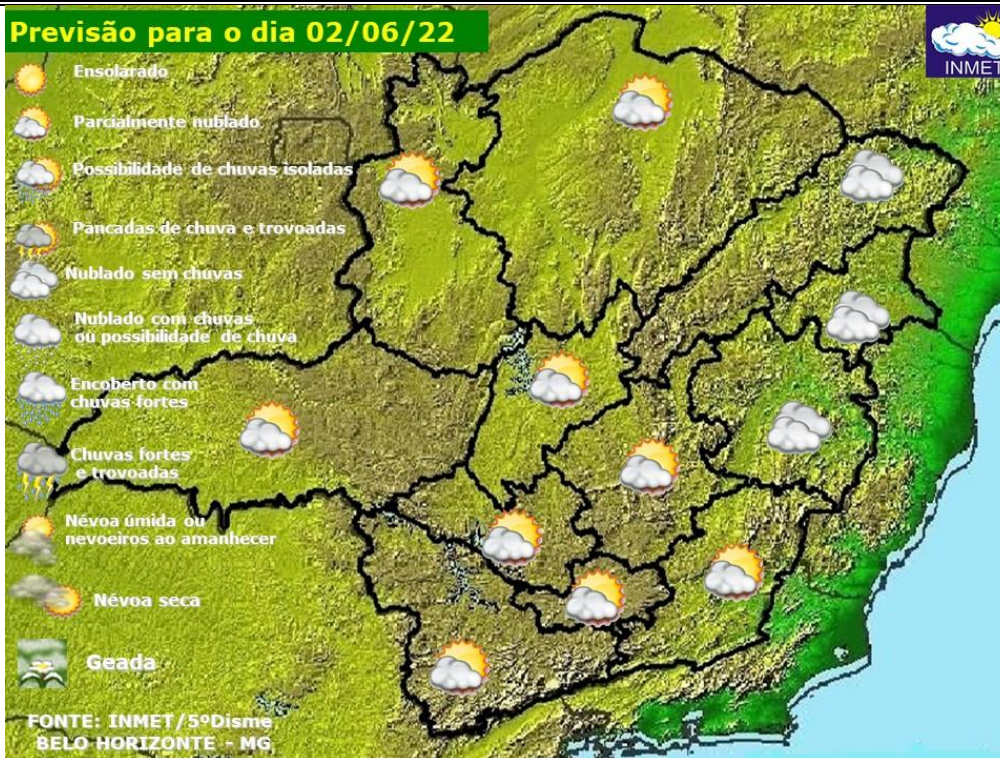 Previsão para o dia 02/06/22
INMET
Ensolarado
Parcialmente nublado
Possibilidade de chuvas isoladas
Pancadas de chuva e trovoadas
Nublado sem chuvas
Nublado com chuvas
ou possibilidade de chuva
Encoberto com
chuvas fortes
Chuvas fortes
e trovoadas
Névoa úmida ou
nevoeiros ao amanhecer
Névoa seca
Geada
FONTE: INMET/5ºDisme
BELO HORIZONTE - MG